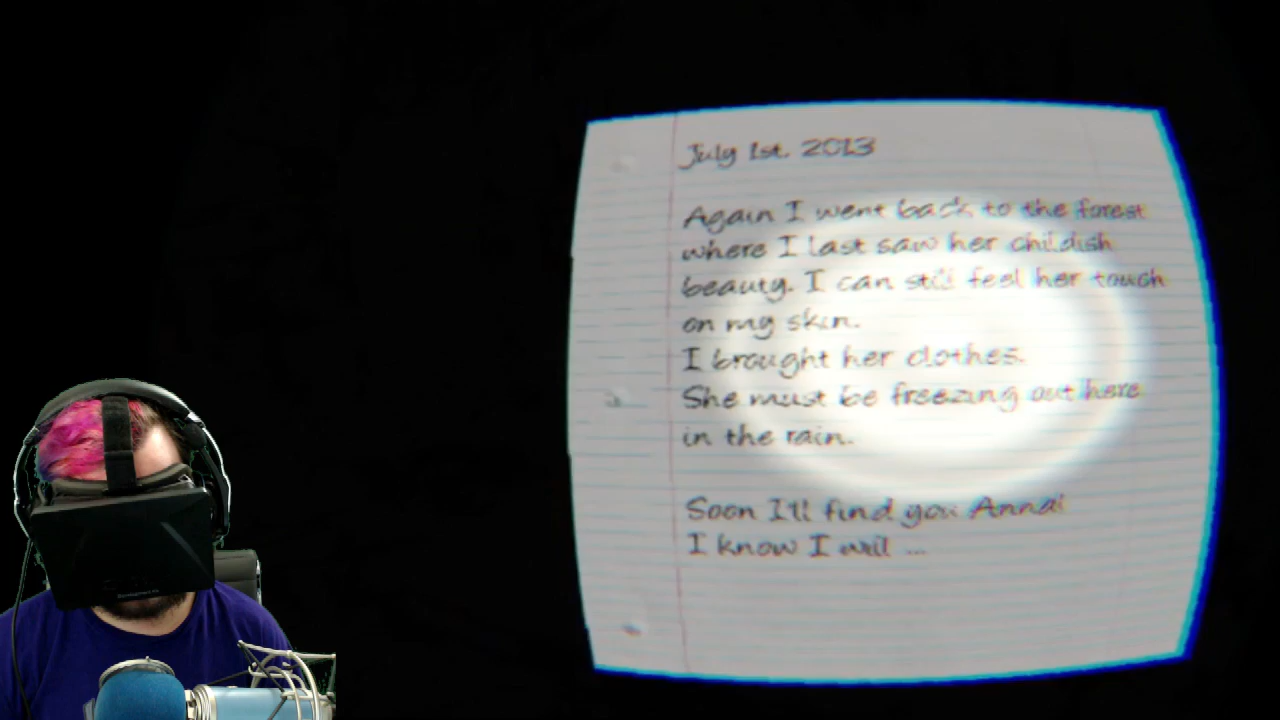 July 1st. 2013
Again I went back to the forest
where I last saw her childish
beauty. I can still feel her touch
on my skin.
I brought her clothes.
She must be freezing out here
in the rain.
Soon I'll find you Anna!
I know I will ...